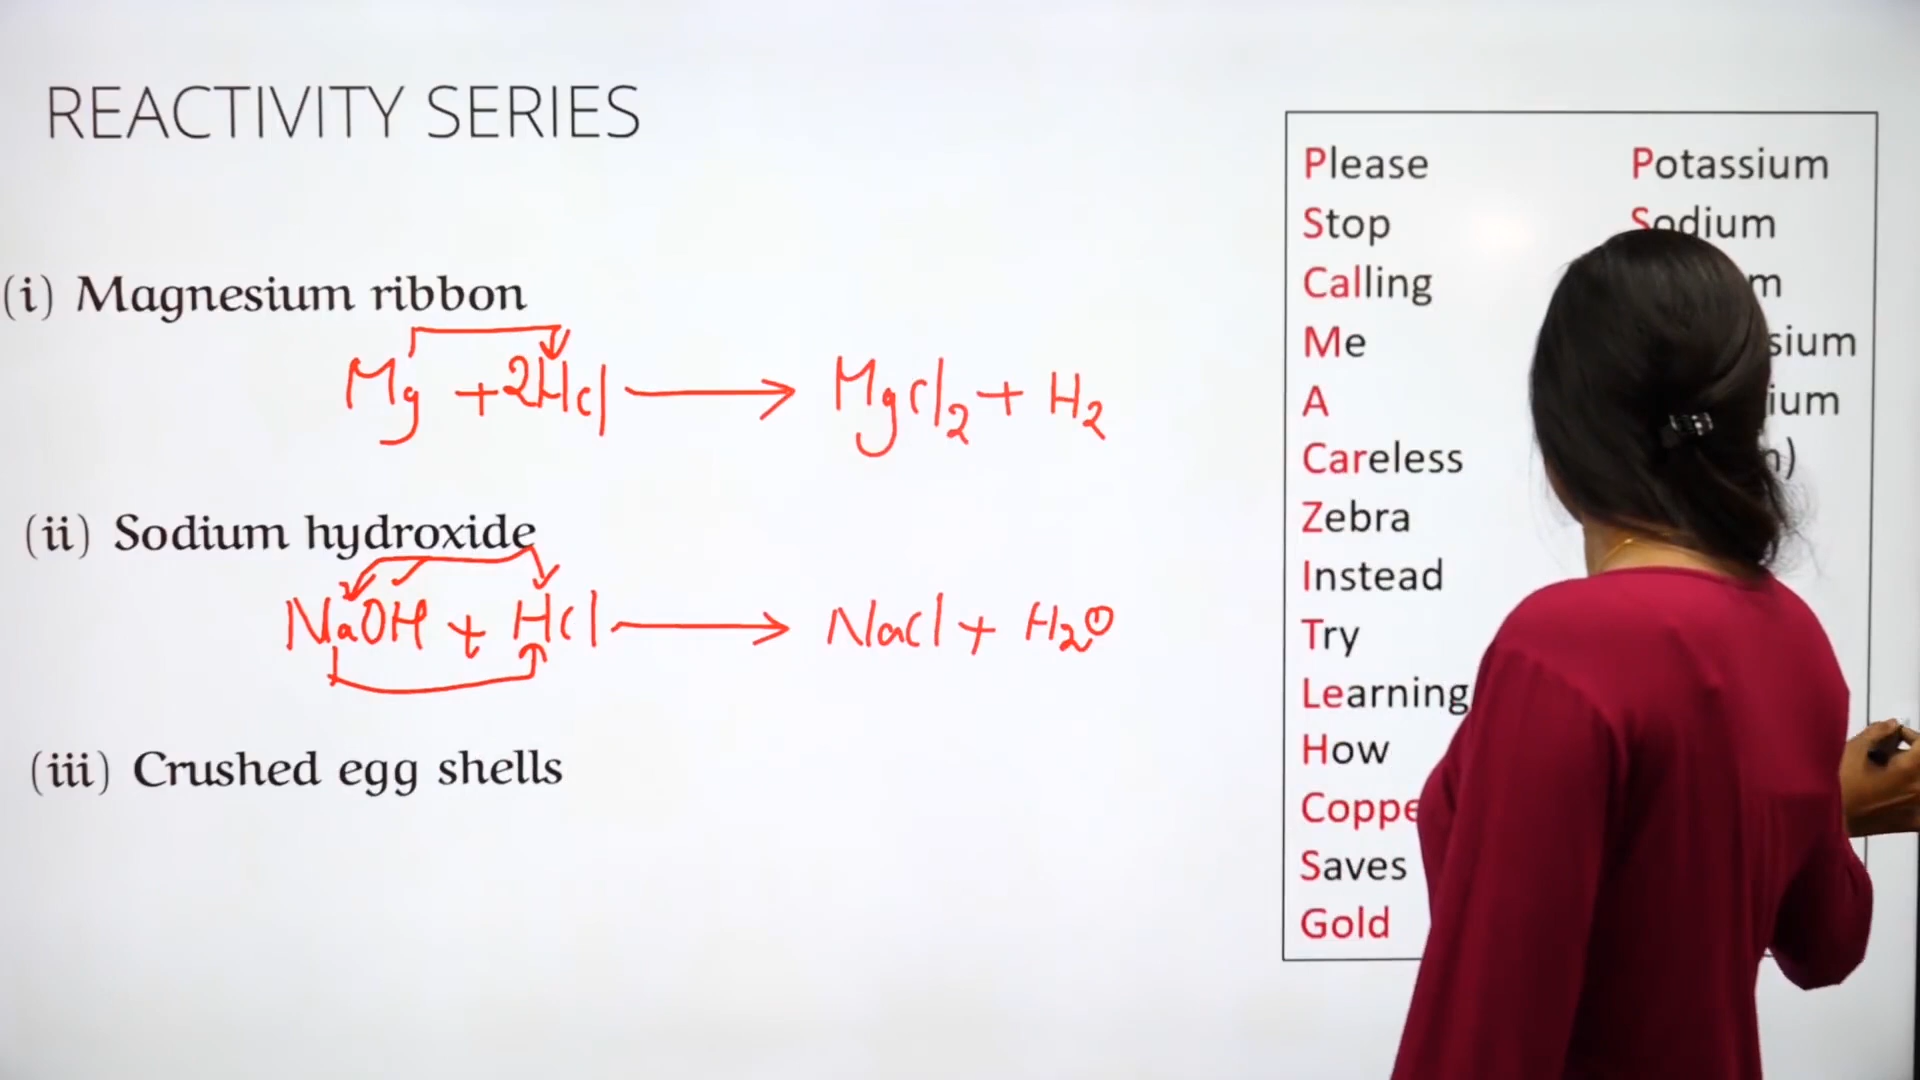 REACTIVITY SERIES
(i) Magnesium ribbon
Mg + 2HCl → MgCl2 + H2
(ii) Sodium hydroxide
NaOH + HCl → NaCl + H2O
(iii) Crushed egg shells
Please Potassium
Stop Sodium
Calling
Me
A
Careless
Zebra
Instead
Try
Learning
How
Coppe
Saves
Gold